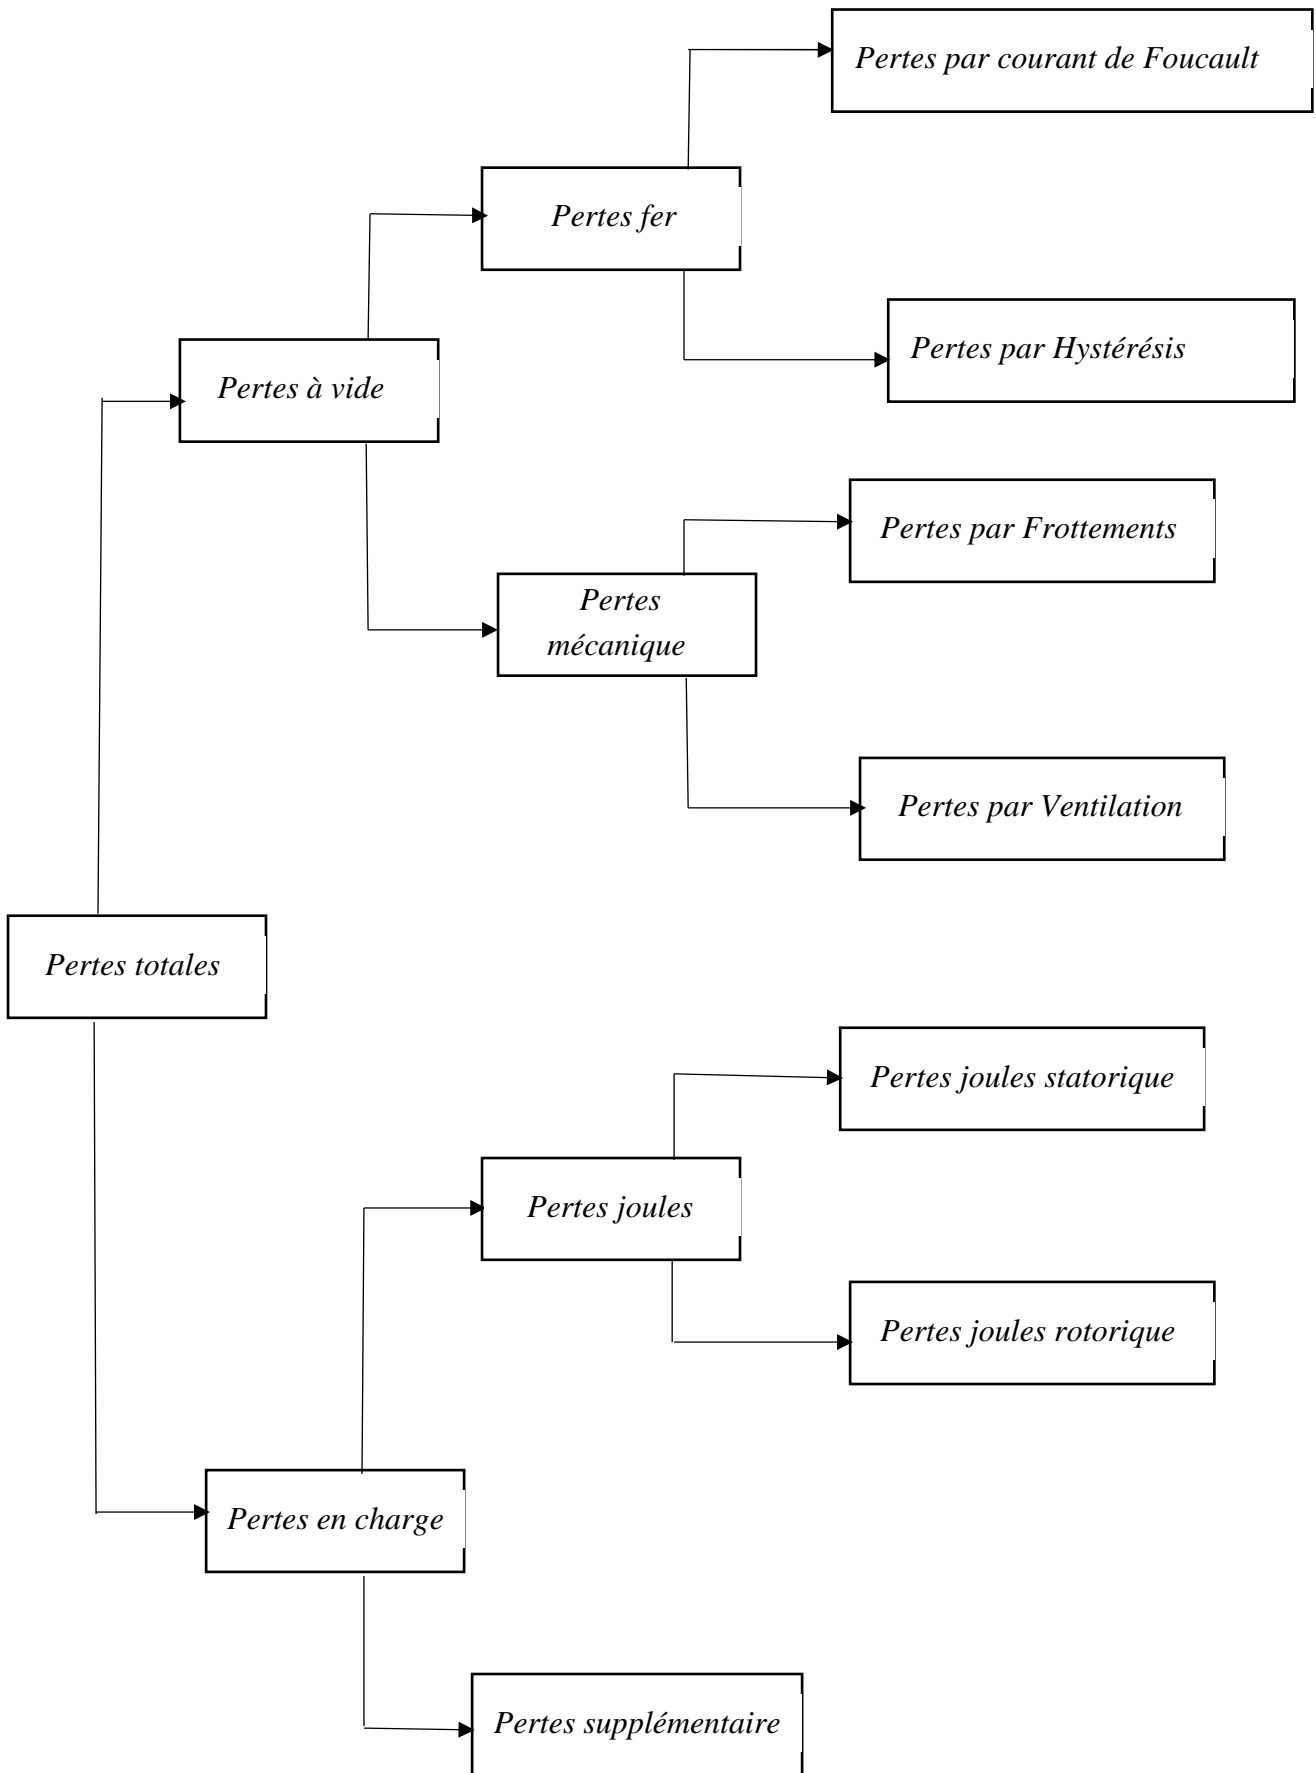 Pertes par courant de Foucault
Pertes fer
Pertes par Hystérésis
Pertes à vide
Pertes par Frottements
Pertes
mécanique
Pertes par Ventilation
Pertes totales
Pertes joules statorique
Pertes joules
Pertes joules rotorique
Pertes en charge
Pertes supplémentaire